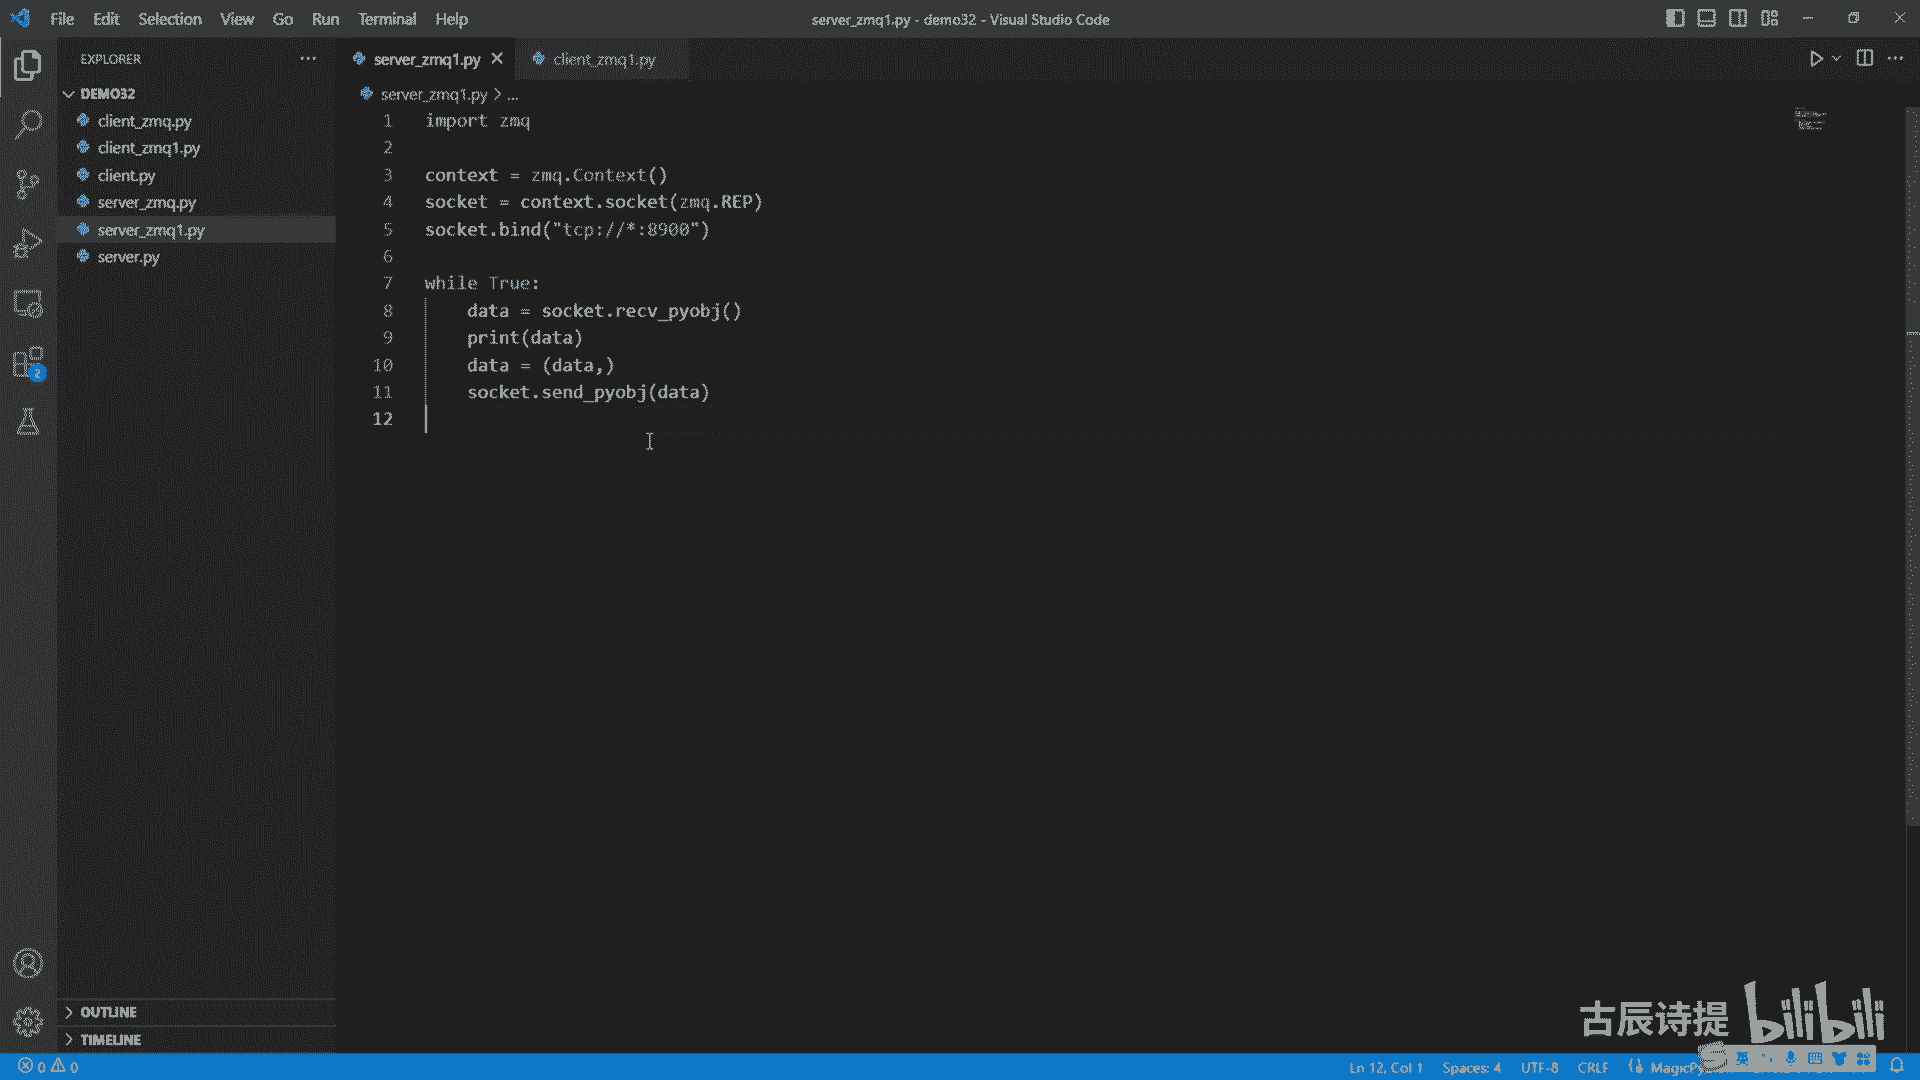 File Edit Selection View Go Run Terminal Help
server_zmq1.py - demo32 - Visual Studio Code
EXPLORER
DEMO32
client_zmq.py
client_zmq1.py
client.py
server_zmq.py
server_zmq1.py
server.py
OUTLINE
TIMELINE
2
server_zmq1.py
client_zmq1.py
server_zmq1.py > ...
1 import zmq
2
3 context = zmq.Context()
4 socket = context.socket(zmq.REP)
5 socket.bind("tcp://*:8900")
6
7 while True:
8 data = socket.recv_pyobj()
9 print(data)
10 data = (data,)
11 socket.send_pyobj(data)
12
古辰诗提 bilibili
英
0 0
Ln 12, Col 1 Spaces: 4 UTF-8 CRLF